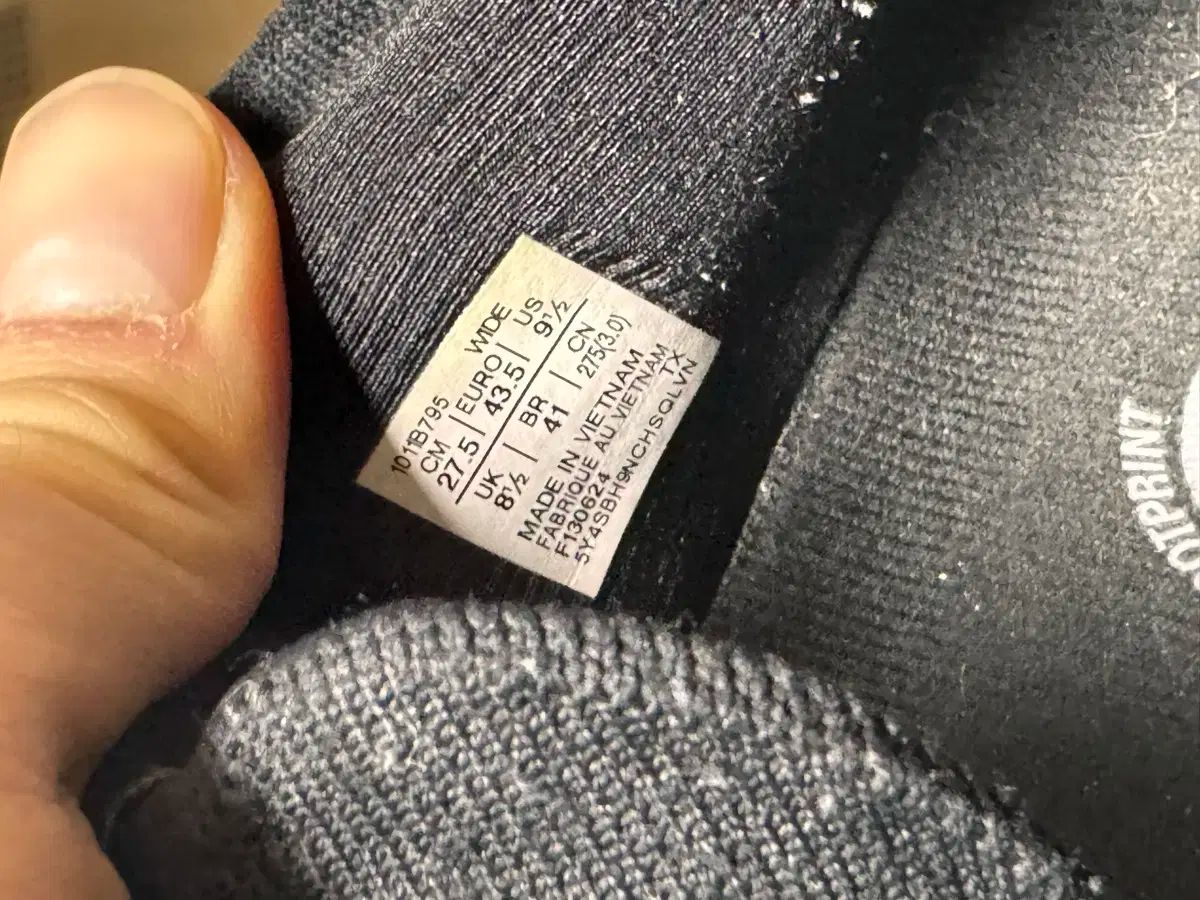 1011B795 WIDE
CM | EURO | US
27.5 | 43.5 | 9½
UK | BR | CN
8½ | 41 | 275(3.0)
MADE IN VIETNAM
FABRIQUE AU VIETNAM
F130624 TX
5Y4SBH9NCHSQLVN
OTPRINT